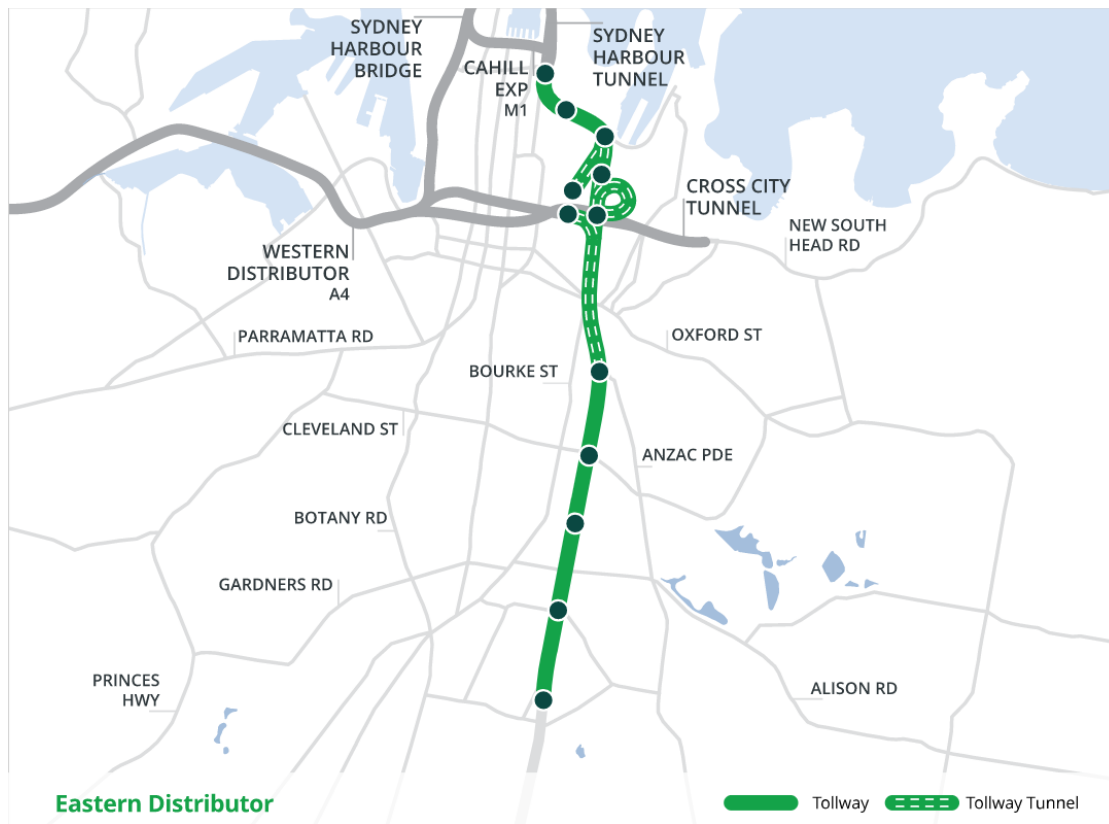 SYDNEY
HARBOUR
BRIDGE
SYDNEY
HARBOUR
TUNNEL
CAHILL
EXP
M1
CROSS CITY
TUNNEL
NEW SOUTH
HEAD RD
WESTERN
DISTRIBUTOR
A4
PARRAMATTA RD
OXFORD ST
BOURKE ST
CLEVELAND ST
ANZAC PDE
BOTANY RD
GARDNERS RD
PRINCES
HWY
ALISON RD
Eastern Distributor
Tollway
Tollway Tunnel